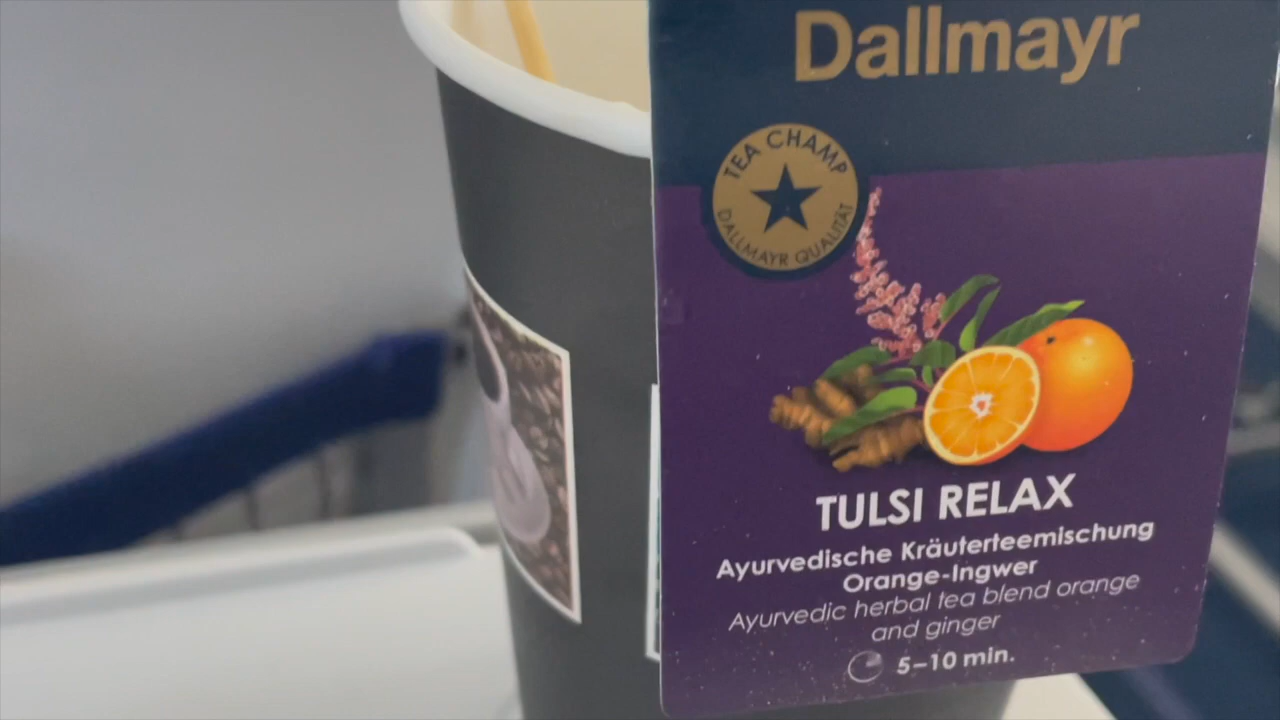 Dallmayr
TEA CHAMP
DALLMAYR QUALITÄT
TULSI RELAX
Ayurvedische Kräuterteemischung
Orange-Ingwer
Ayurvedic herbal tea blend orange
and ginger
5–10 min.